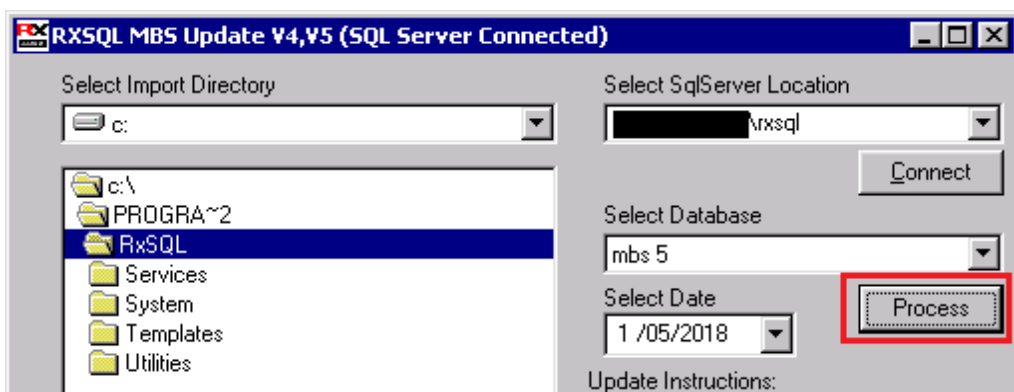 RX
RXSQL MBS Update V4,V5 (SQL Server Connected)
Select Import Directory
c:
c:\
PROGRA~2
RxSQL
Services
System
Templates
Utilities
Select SqlServer Location
\rxsql
Connect
Select Database
mbs 5
Select Date
1 /05/2018
Process
Update Instructions: